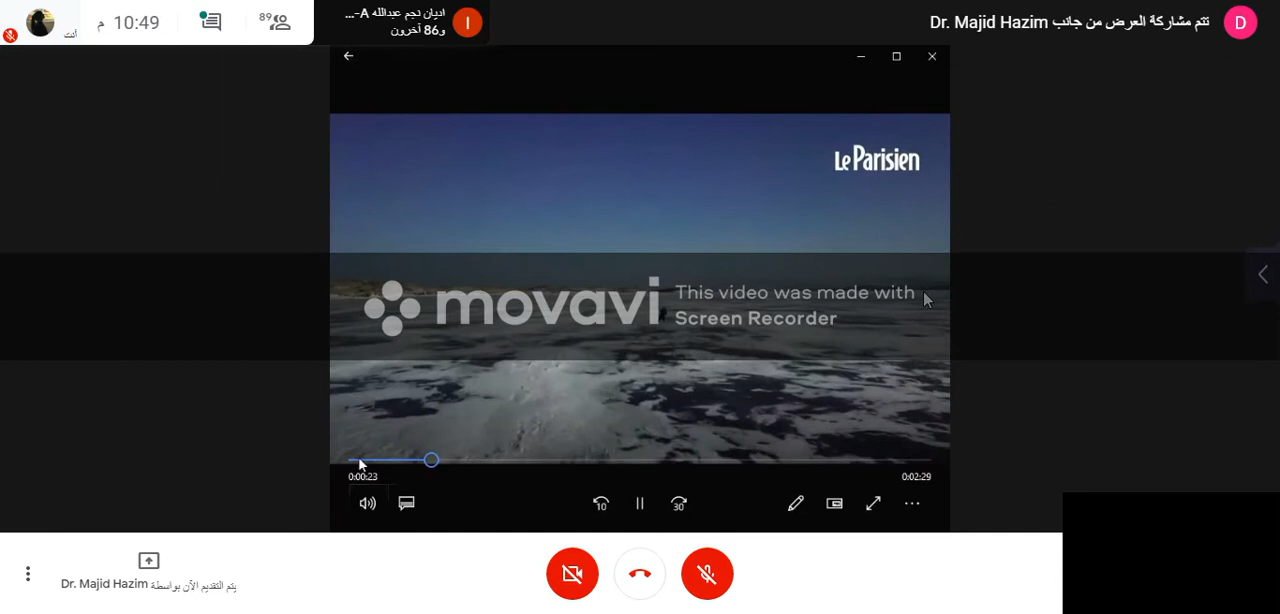 10:49 م
89
أنت
اديان نجم عبدالله A-...
و86 آخرون
I
تتم مشاركة العرض من جانب Dr. Majid Hazim
D
Le Parisien
movavi
This video was made with
Screen Recorder
0:00:23
0:02:29
10
30
يتم التقديم الآن بواسطة Dr. Majid Hazim